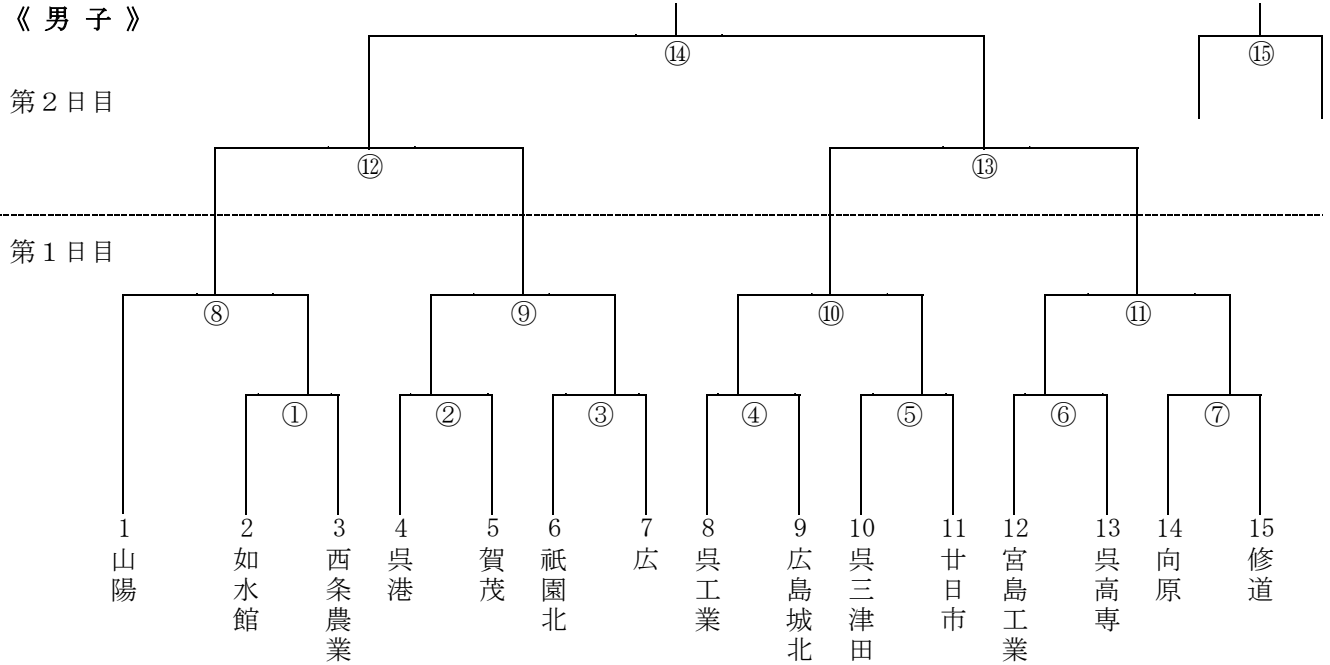 《 男 子 》
⑭
⑮
第２日目
⑫
⑬
第１日目
⑧
⑨
⑩
⑪
①
②
③
④
⑤
⑥
⑦
1
山陽
2
如水館
3
西条農業
4
呉港
5
賀茂
6
祇園北
7
広
8
呉工業
9
広島城北
10
呉三津田
11
廿日市
12
宮島工業
13
呉高専
14
向原
15
修道